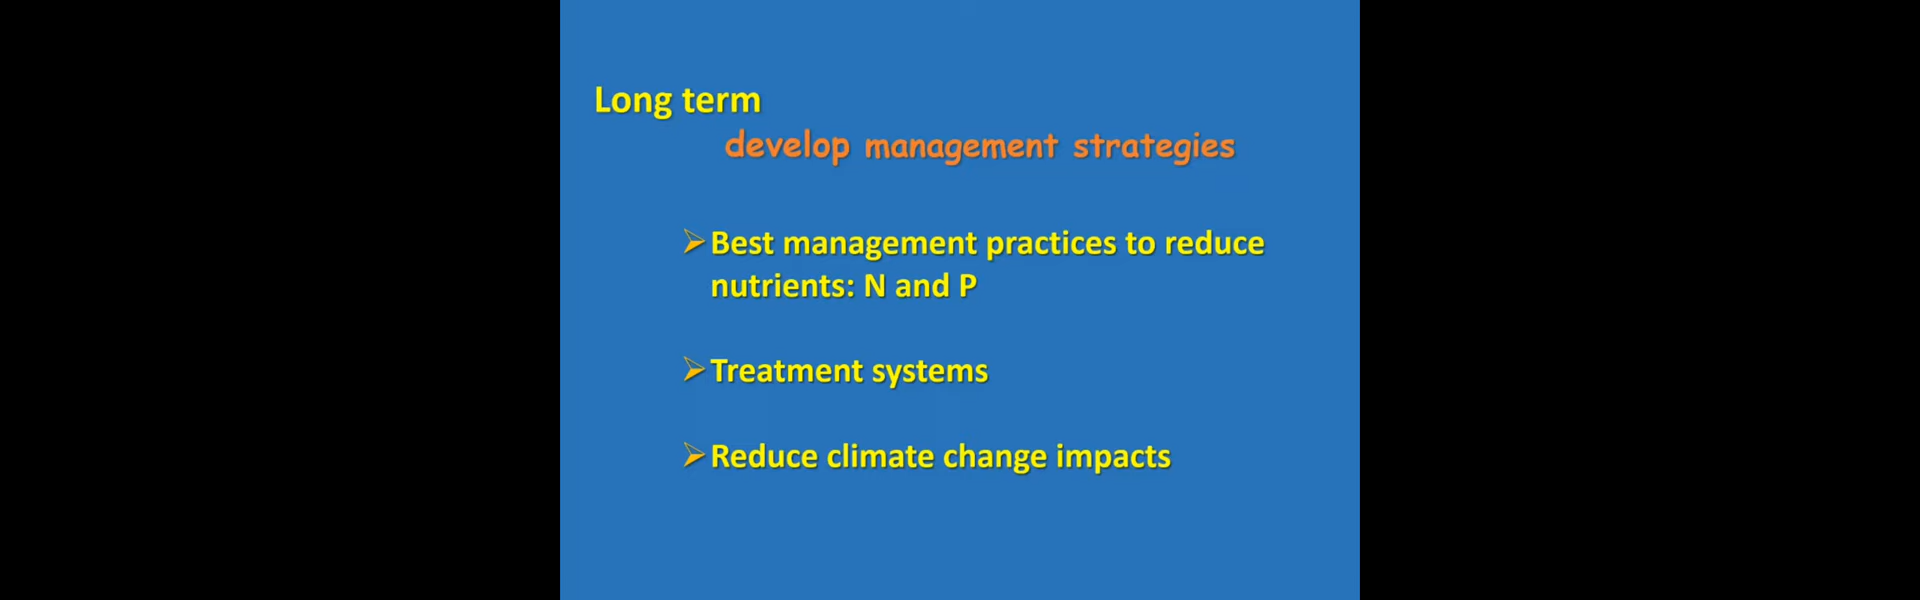 Long term
develop management strategies
➢Best management practices to reduce
nutrients: N and P
➢Treatment systems
➢Reduce climate change impacts